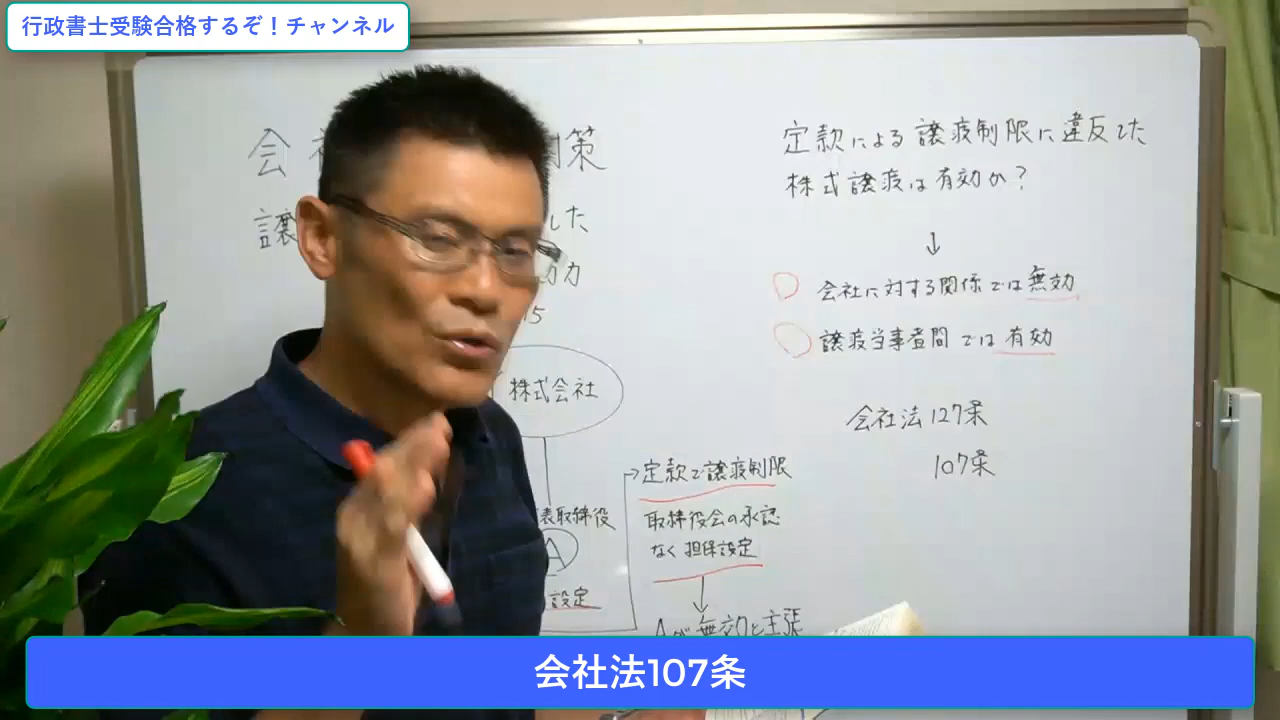 行政書士受験合格するぞ！チャンネル
会
策
譲
した
効力
15
株式会社
表取締役
A
設定
定款で譲渡制限
取締役会の承認
なく担保設定
Aが無効と主張
定款による譲渡制限に違反した
株式譲渡は有効か？
会社に対する関係では無効
譲渡当事者間では有効
会社法127条
107条
会社法107条